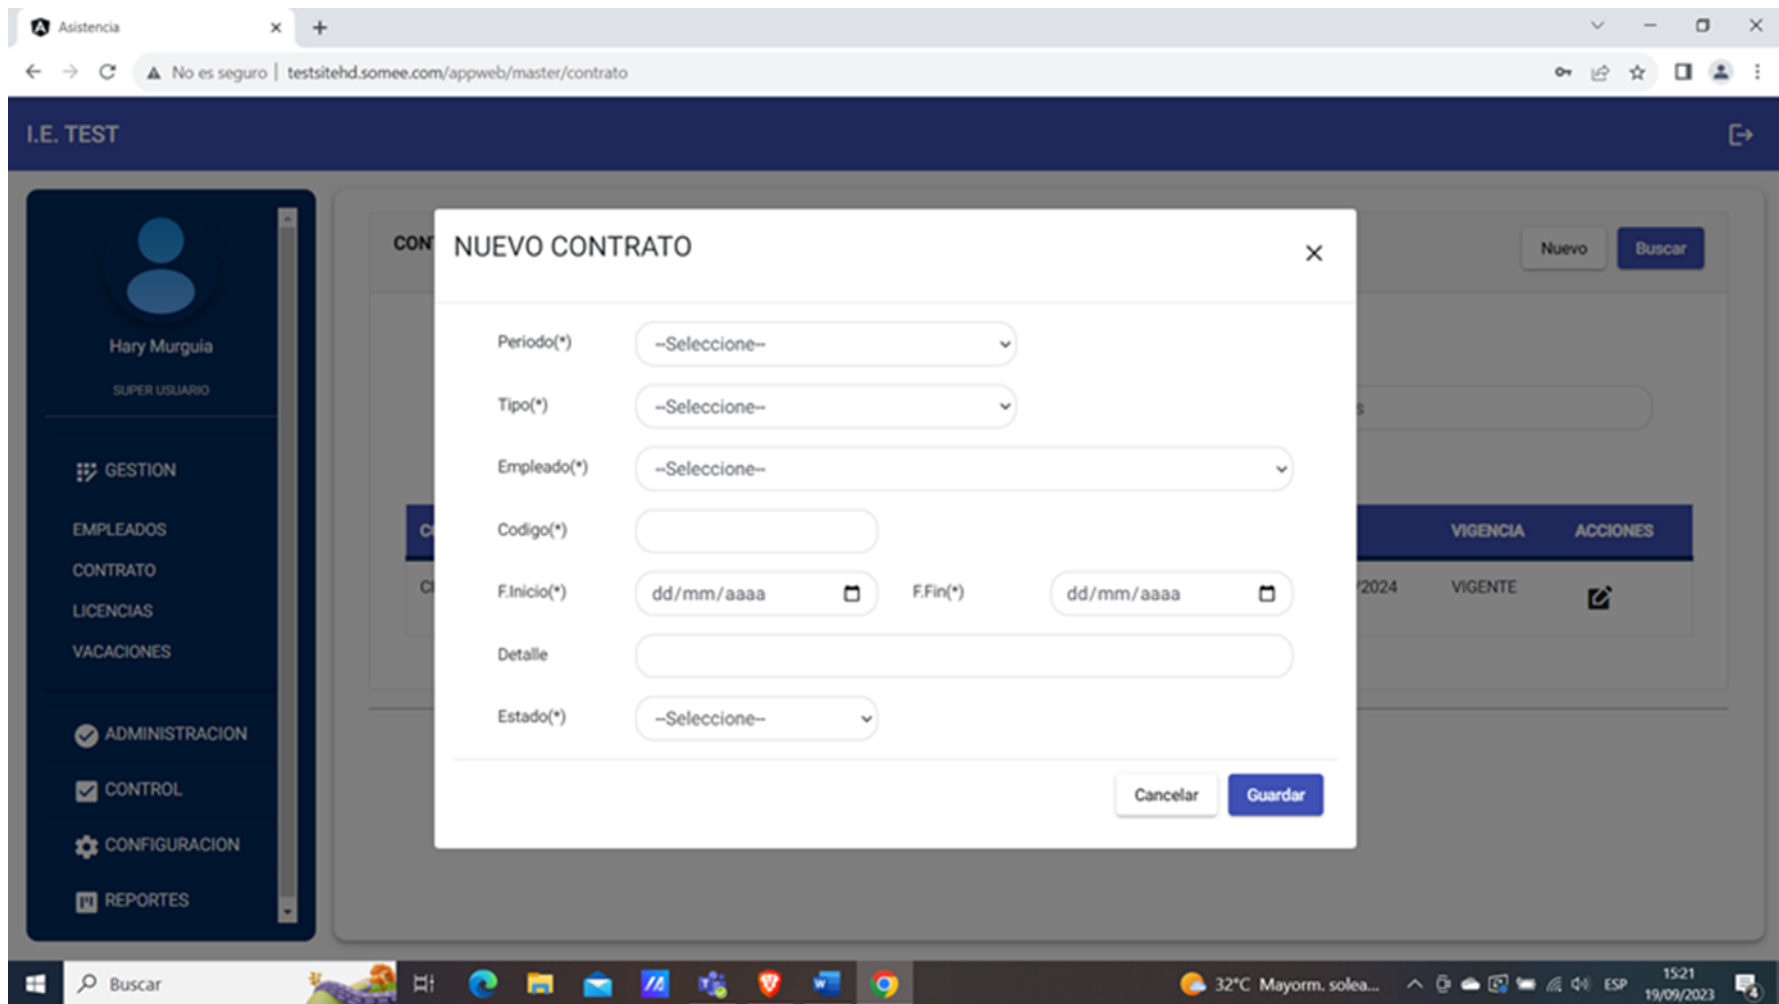 Asistencia
No es seguro | testsitehd.somee.com/appweb/master/contrato
I.E. TEST
Hary Murguia
SUPER USUARIO
GESTION
EMPLEADOS
CONTRATO
LICENCIAS
VACACIONES
ADMINISTRACION
CONTROL
CONFIGURACION
REPORTES
CON
Nuevo Buscar
NUEVO CONTRATO
Periodo(*) --Seleccione--
Tipo(*) --Seleccione--
Empleado(*) --Seleccione--
Codigo(*)
F.Inicio(*) dd/mm/aaaa F.Fin(*) dd/mm/aaaa
Detalle
Estado(*) --Seleccione--
Cancelar Guardar
VIGENCIA ACCIONES
/2024 VIGENTE
Buscar
32°C Mayorm. solea... ESP 15:21
19/09/2023
4